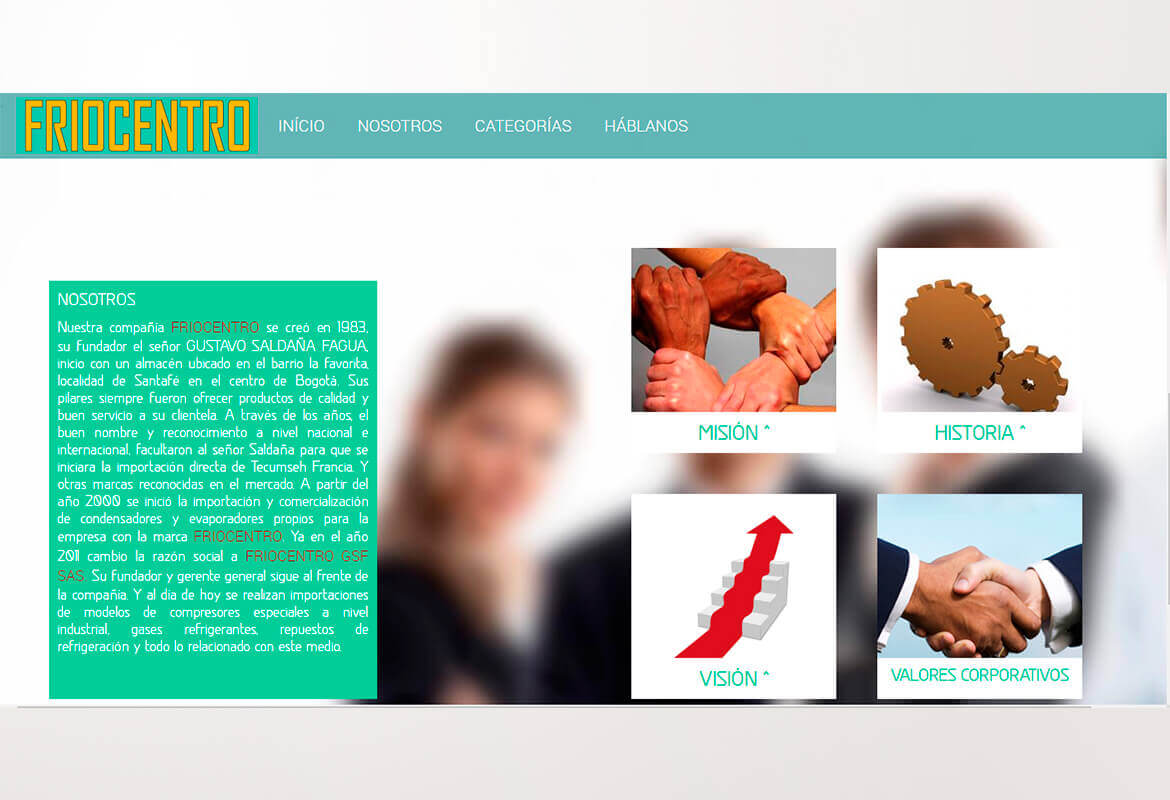 FRIOCENTRO
INÍCIO NOSOTROS CATEGORÍAS HÁBLANOS
NOSOTROS
Nuestra compañia FRIOCENTRO se creó en 1983,
su fundador el señor GUSTAVO SALDAÑA FAGUA,
inicio con un almacén ubicado en el barrio la favorita,
localidad de Santafé en el centro de Bogotá. Sus
pilares siempre fueron ofrecer productos de calidad y
buen servicio a su clientela. A través de los años, el
buen nombre y reconocimiento a nivel nacional e
internacional, facultaron al señor Saldaña para que se
iniciara la importación directa de Tecumseh Francia. Y
otras marcas reconocidas en el mercado. A partir del
año 2000 se inició la importación y comercialización
de condensadores y evaporadores propios para la
empresa con la marca FRIOCENTRO. Ya en el año
2011 cambio la razón social a FRIOCENTRO GSF
SAS. Su fundador y gerente general sigue al frente de
la compañia. Y al dia de hoy se realizan importaciones
de modelos de compresores especiales a nivel
industrial, gases refrigerantes, repuestos de
refrigeración y todo lo relacionado con este medio.
MISIÓN ^
HISTORIA ^
VISIÓN ^
VALORES CORPORATIVOS